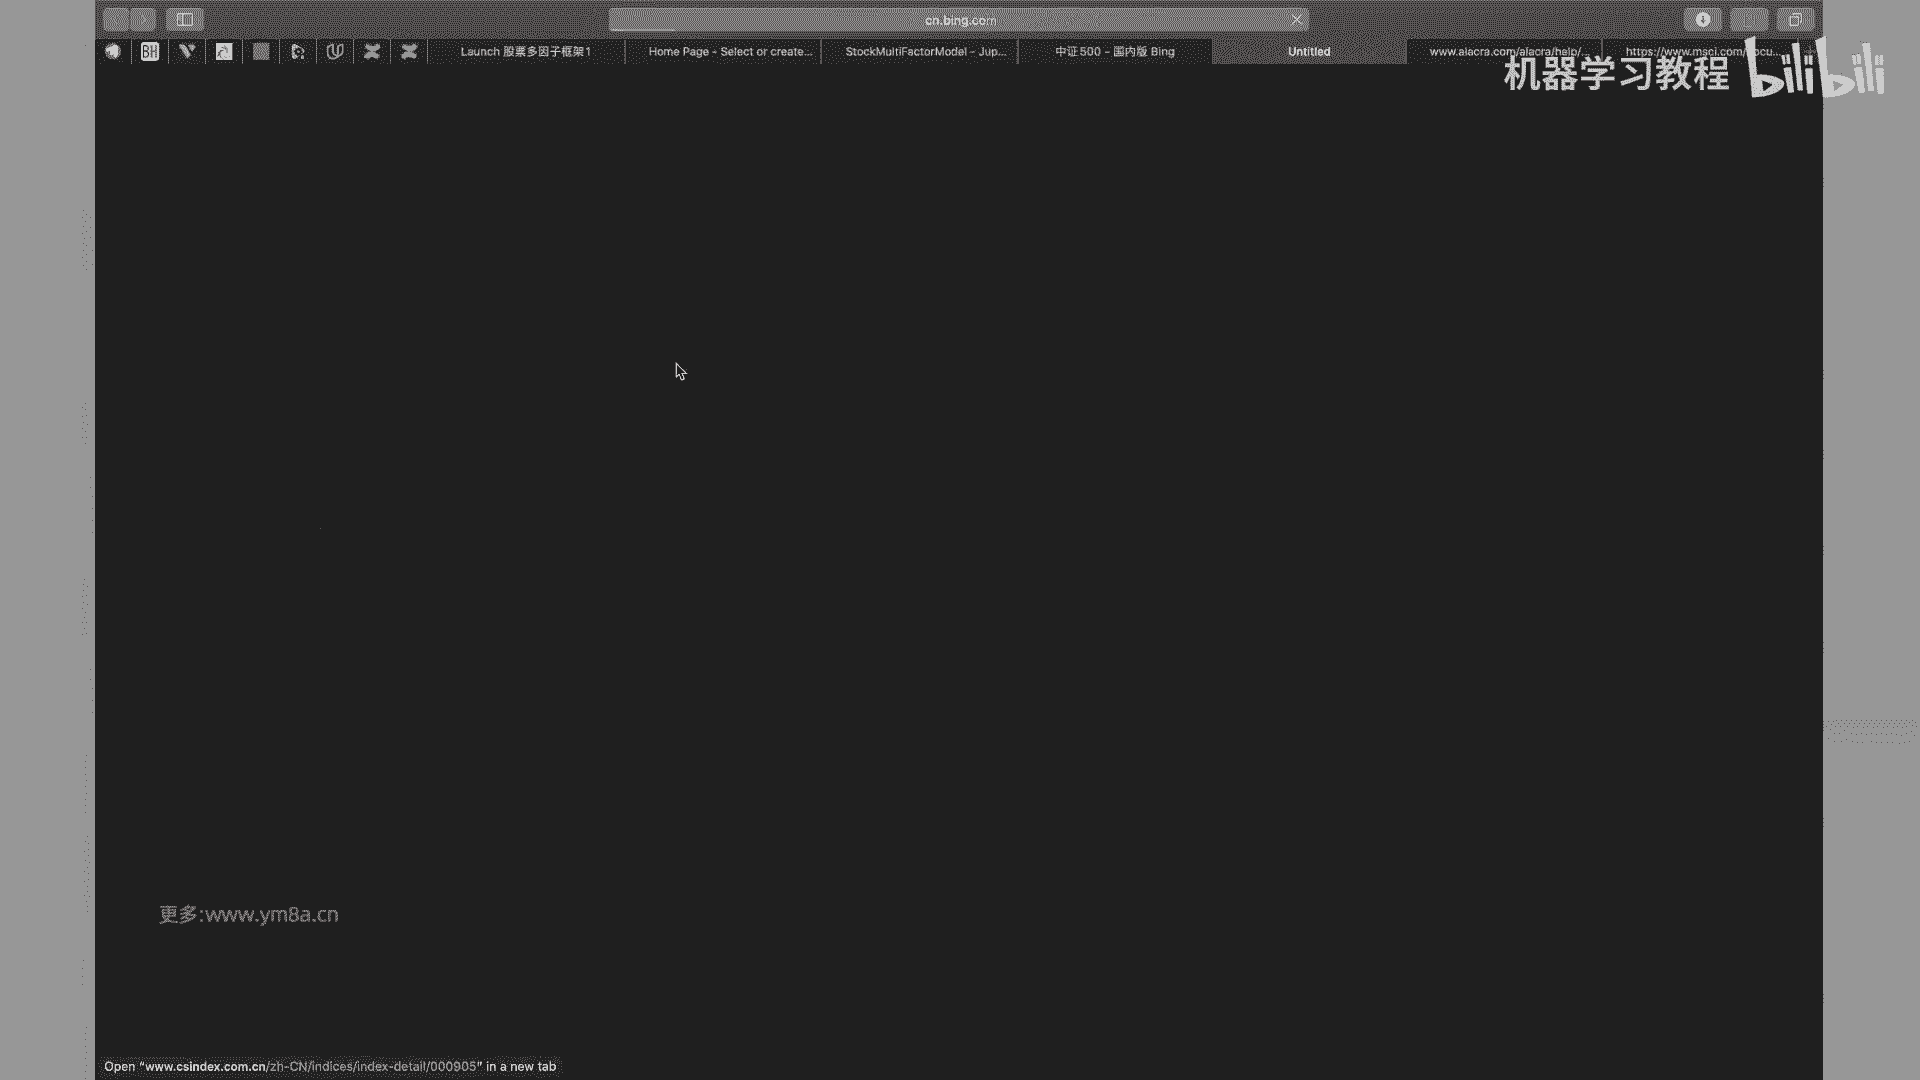 cn.bing.com
BH
Launch 股票多因子框架1
Home Page - Select or create...
StockMultiFactorModel - Jup...
中证500 - 国内版 Bing
Untitled
www.alacra.com/alacra/help/...
https://www.msci.com/docu...
机器学习教程 bilibili
更多:www.ym8a.cn
Open “www.csindex.com.cn/zh-CN/indices/index-detail/000905” in a new tab